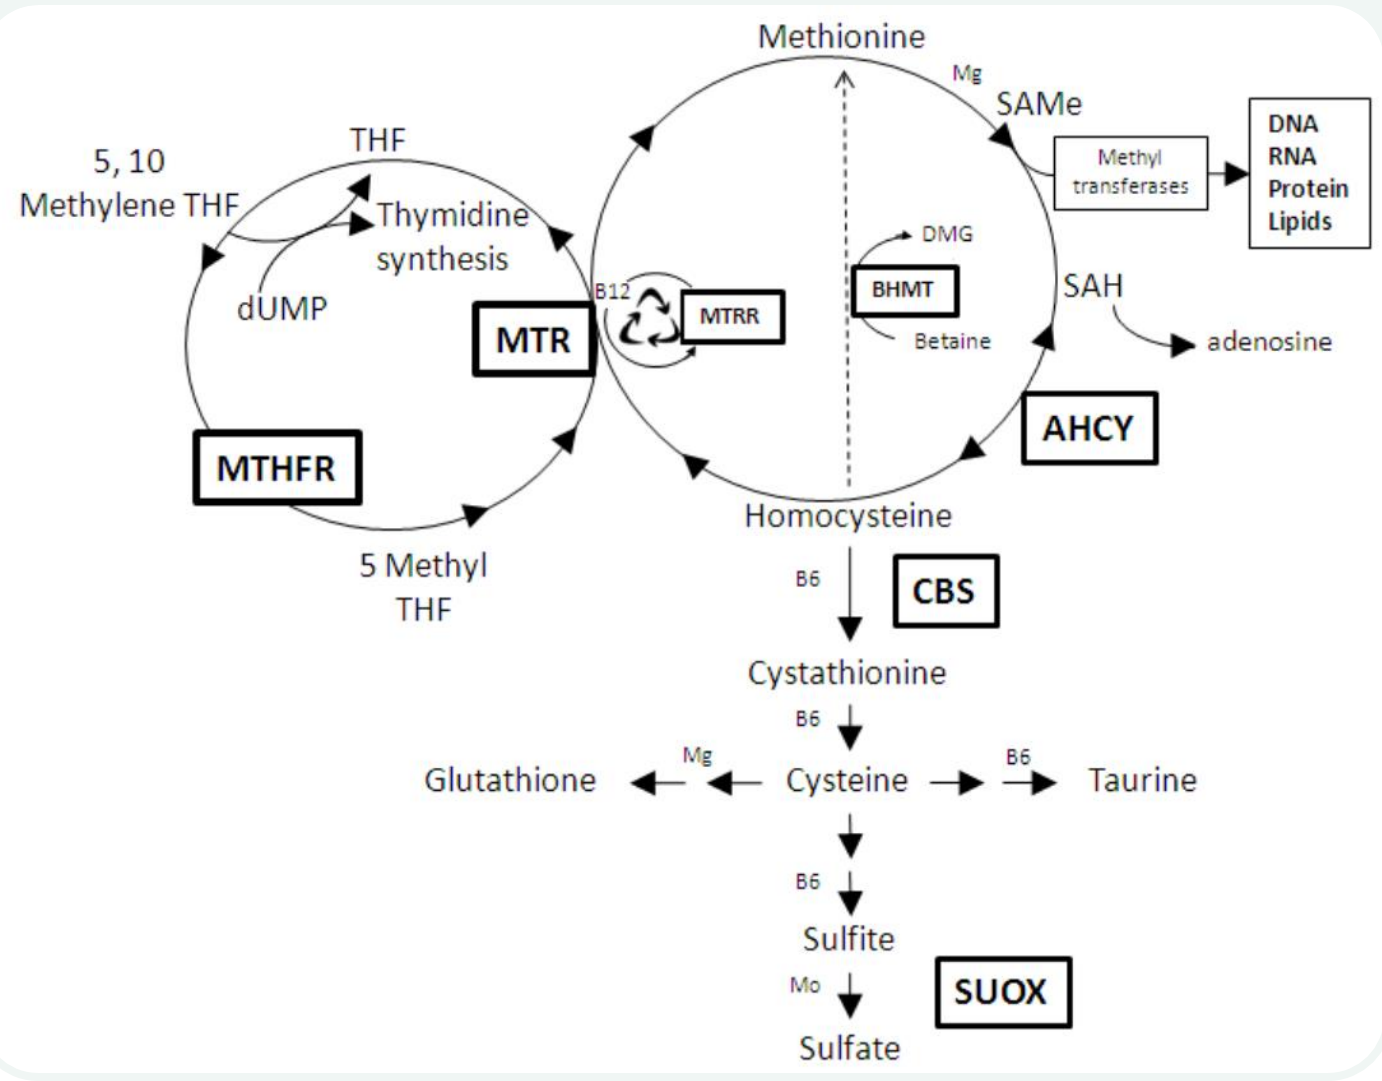 Methionine
Mg
SAMe
Methyl
transferases
DNA
RNA
Protein
Lipids
THF
5, 10
Methylene THF
Thymidine
synthesis
dUMP
MTR
B12
MTRR
DMG
BHMT
Betaine
SAH
adenosine
AHCY
MTHFR
5 Methyl
THF
Homocysteine
B6
CBS
Cystathionine
B6
Glutathione
Mg
Cysteine
B6
Taurine
B6
Sulfite
Mo
SUOX
Sulfate